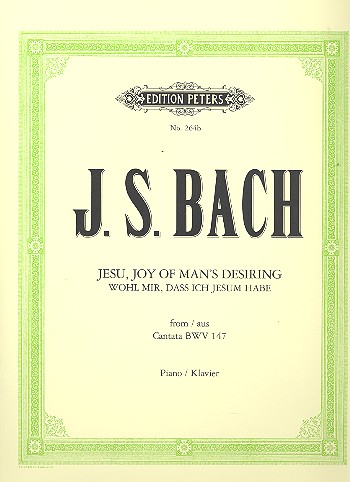 EDITION PETERS
No. 264b
J. S. BACH
JESU, JOY OF MAN'S DESIRING
WOHL MIR, DASS ICH JESUM HABE
from / aus
Cantata BWV 147
Piano / Klavier